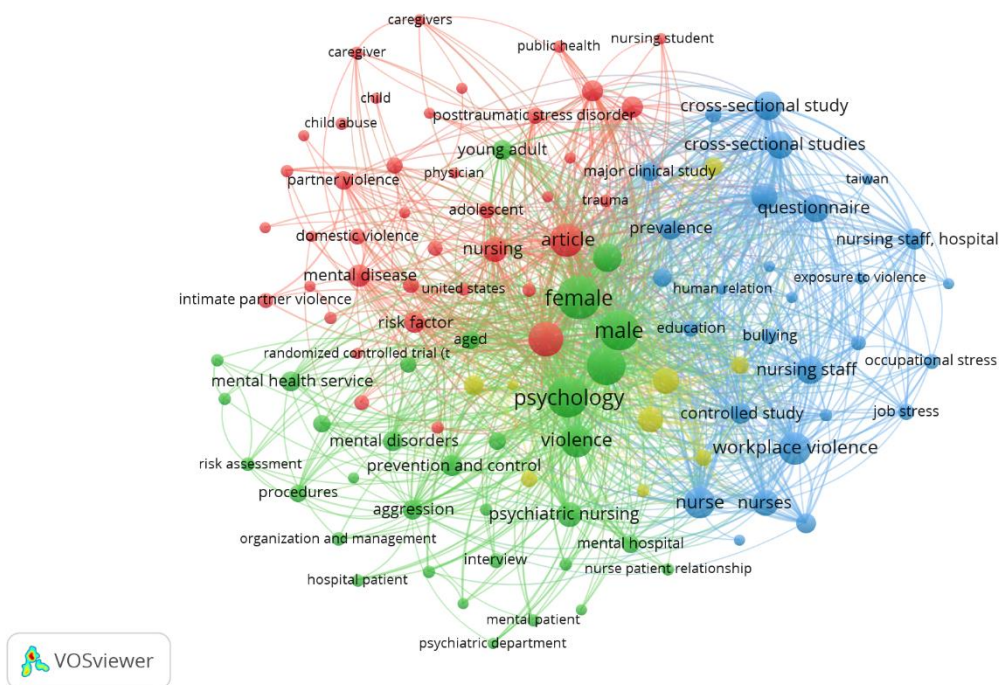 caregivers
caregiver
public health
nursing student
child
cross-sectional study
child abuse
posttraumatic stress disorder
young adult
cross-sectional studies
partner violence
physician
major clinical study
taiwan
adolescent
trauma
questionnaire
domestic violence
nursing
article
prevalence
nursing staff, hospital
mental disease
united states
human relation
exposure to violence
intimate partner violence
female
risk factor
male
education
bullying
aged
randomized controlled trial (t
occupational stress
mental health service
nursing staff
psychology
controlled study
job stress
mental disorders
violence
workplace violence
risk assessment
prevention and control
procedures
nurse
nurses
aggression
psychiatric nursing
organization and management
mental hospital
interview
nurse patient relationship
hospital patient
mental patient
psychiatric department
VOSviewer